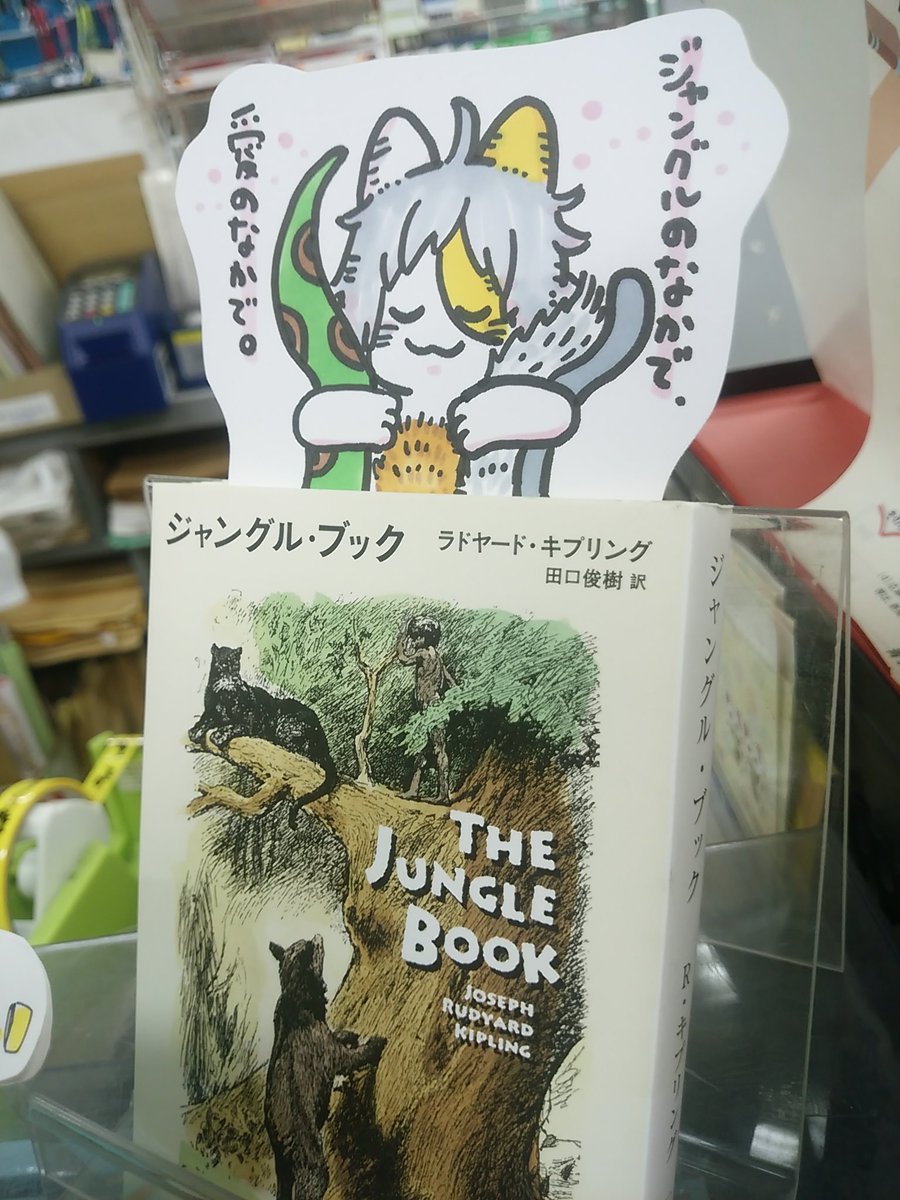 ジャングルのなかで、
愛のなかで。
ジャングル・ブック
ラドヤード・キプリング
田口俊樹 訳
THE
JUNGLE
BOOK
JOSEPH
RUDYARD
KIPLING
ジャングル・ブック R・キプリング